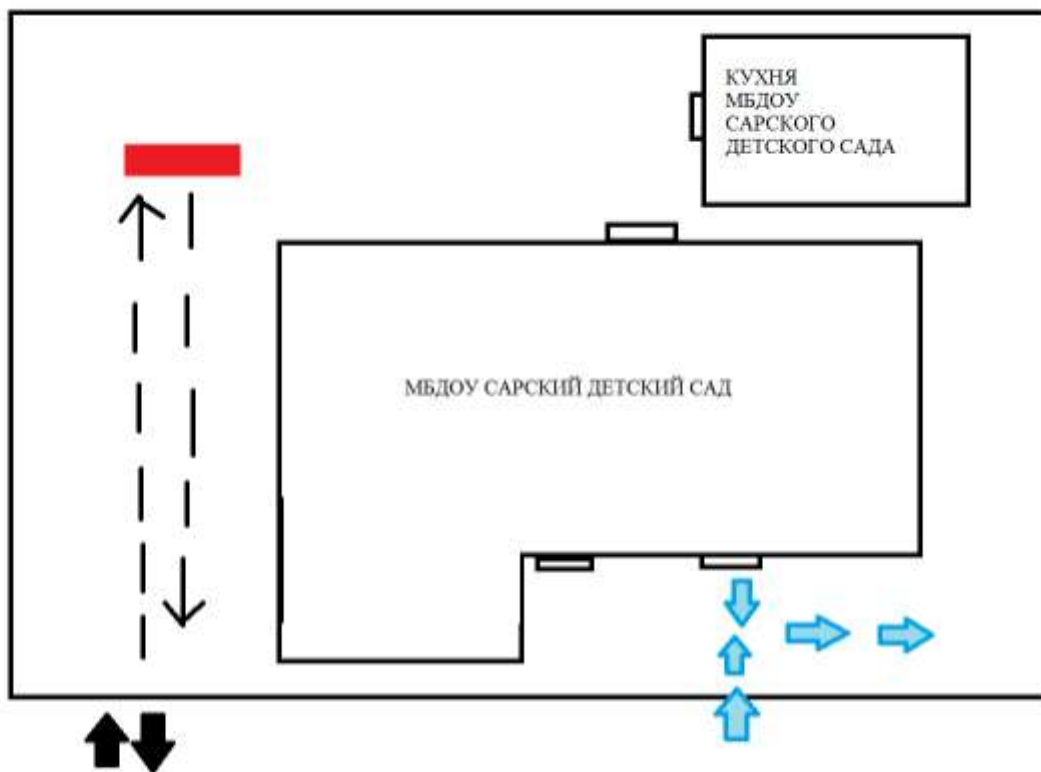 КУХНЯ
МБДОУ
САРСКОГО
ДЕТСКОГО САДА
МБДОУ САРСКИЙ ДЕТСКИЙ САД